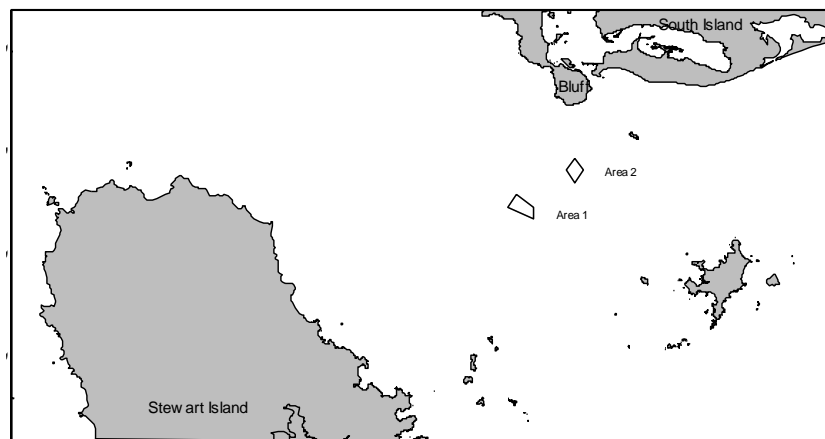 South Island
Bluff
Area 2
Area 1
Stewart Island